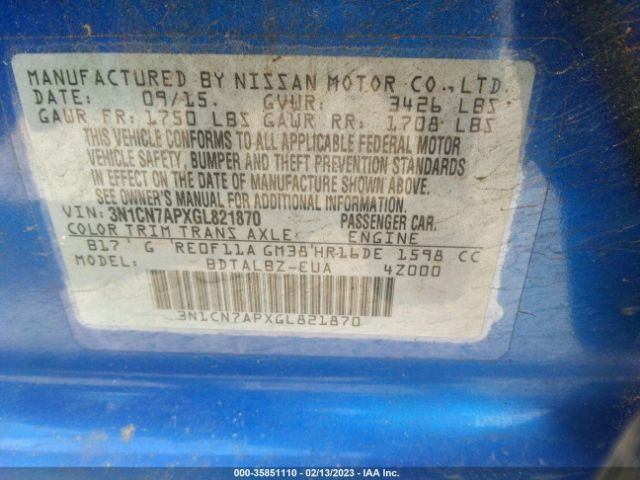 MANUFACTURED BY NISSAN MOTOR CO.,LTD.
DATE: 09/15. GVWR: 3426 LBS
GAWR FR: 1750 LBS GAWR RR: 1708 LBS
THIS VEHICLE CONFORMS TO ALL APPLICABLE FEDERAL MOTOR
VEHICLE SAFETY, BUMPER AND THEFT PREVENTION STANDARDS
IN EFFECT ON THE DATE OF MANUFACTURE SHOWN ABOVE.
SEE OWNER'S MANUAL FOR ADDITIONAL INFORMATION
VIN: 3N1CN7APXGL821870 PASSENGER CAR.
COLOR TRIM TRANS AXLE: ENGINE
B17 G RE0F11A GM38 HR16DE 1598 CC
BDTALBZ-EUA 4Z000
3N1CN7APXGL821870
000-35851110 - 02/13/2023 - IAA Inc.